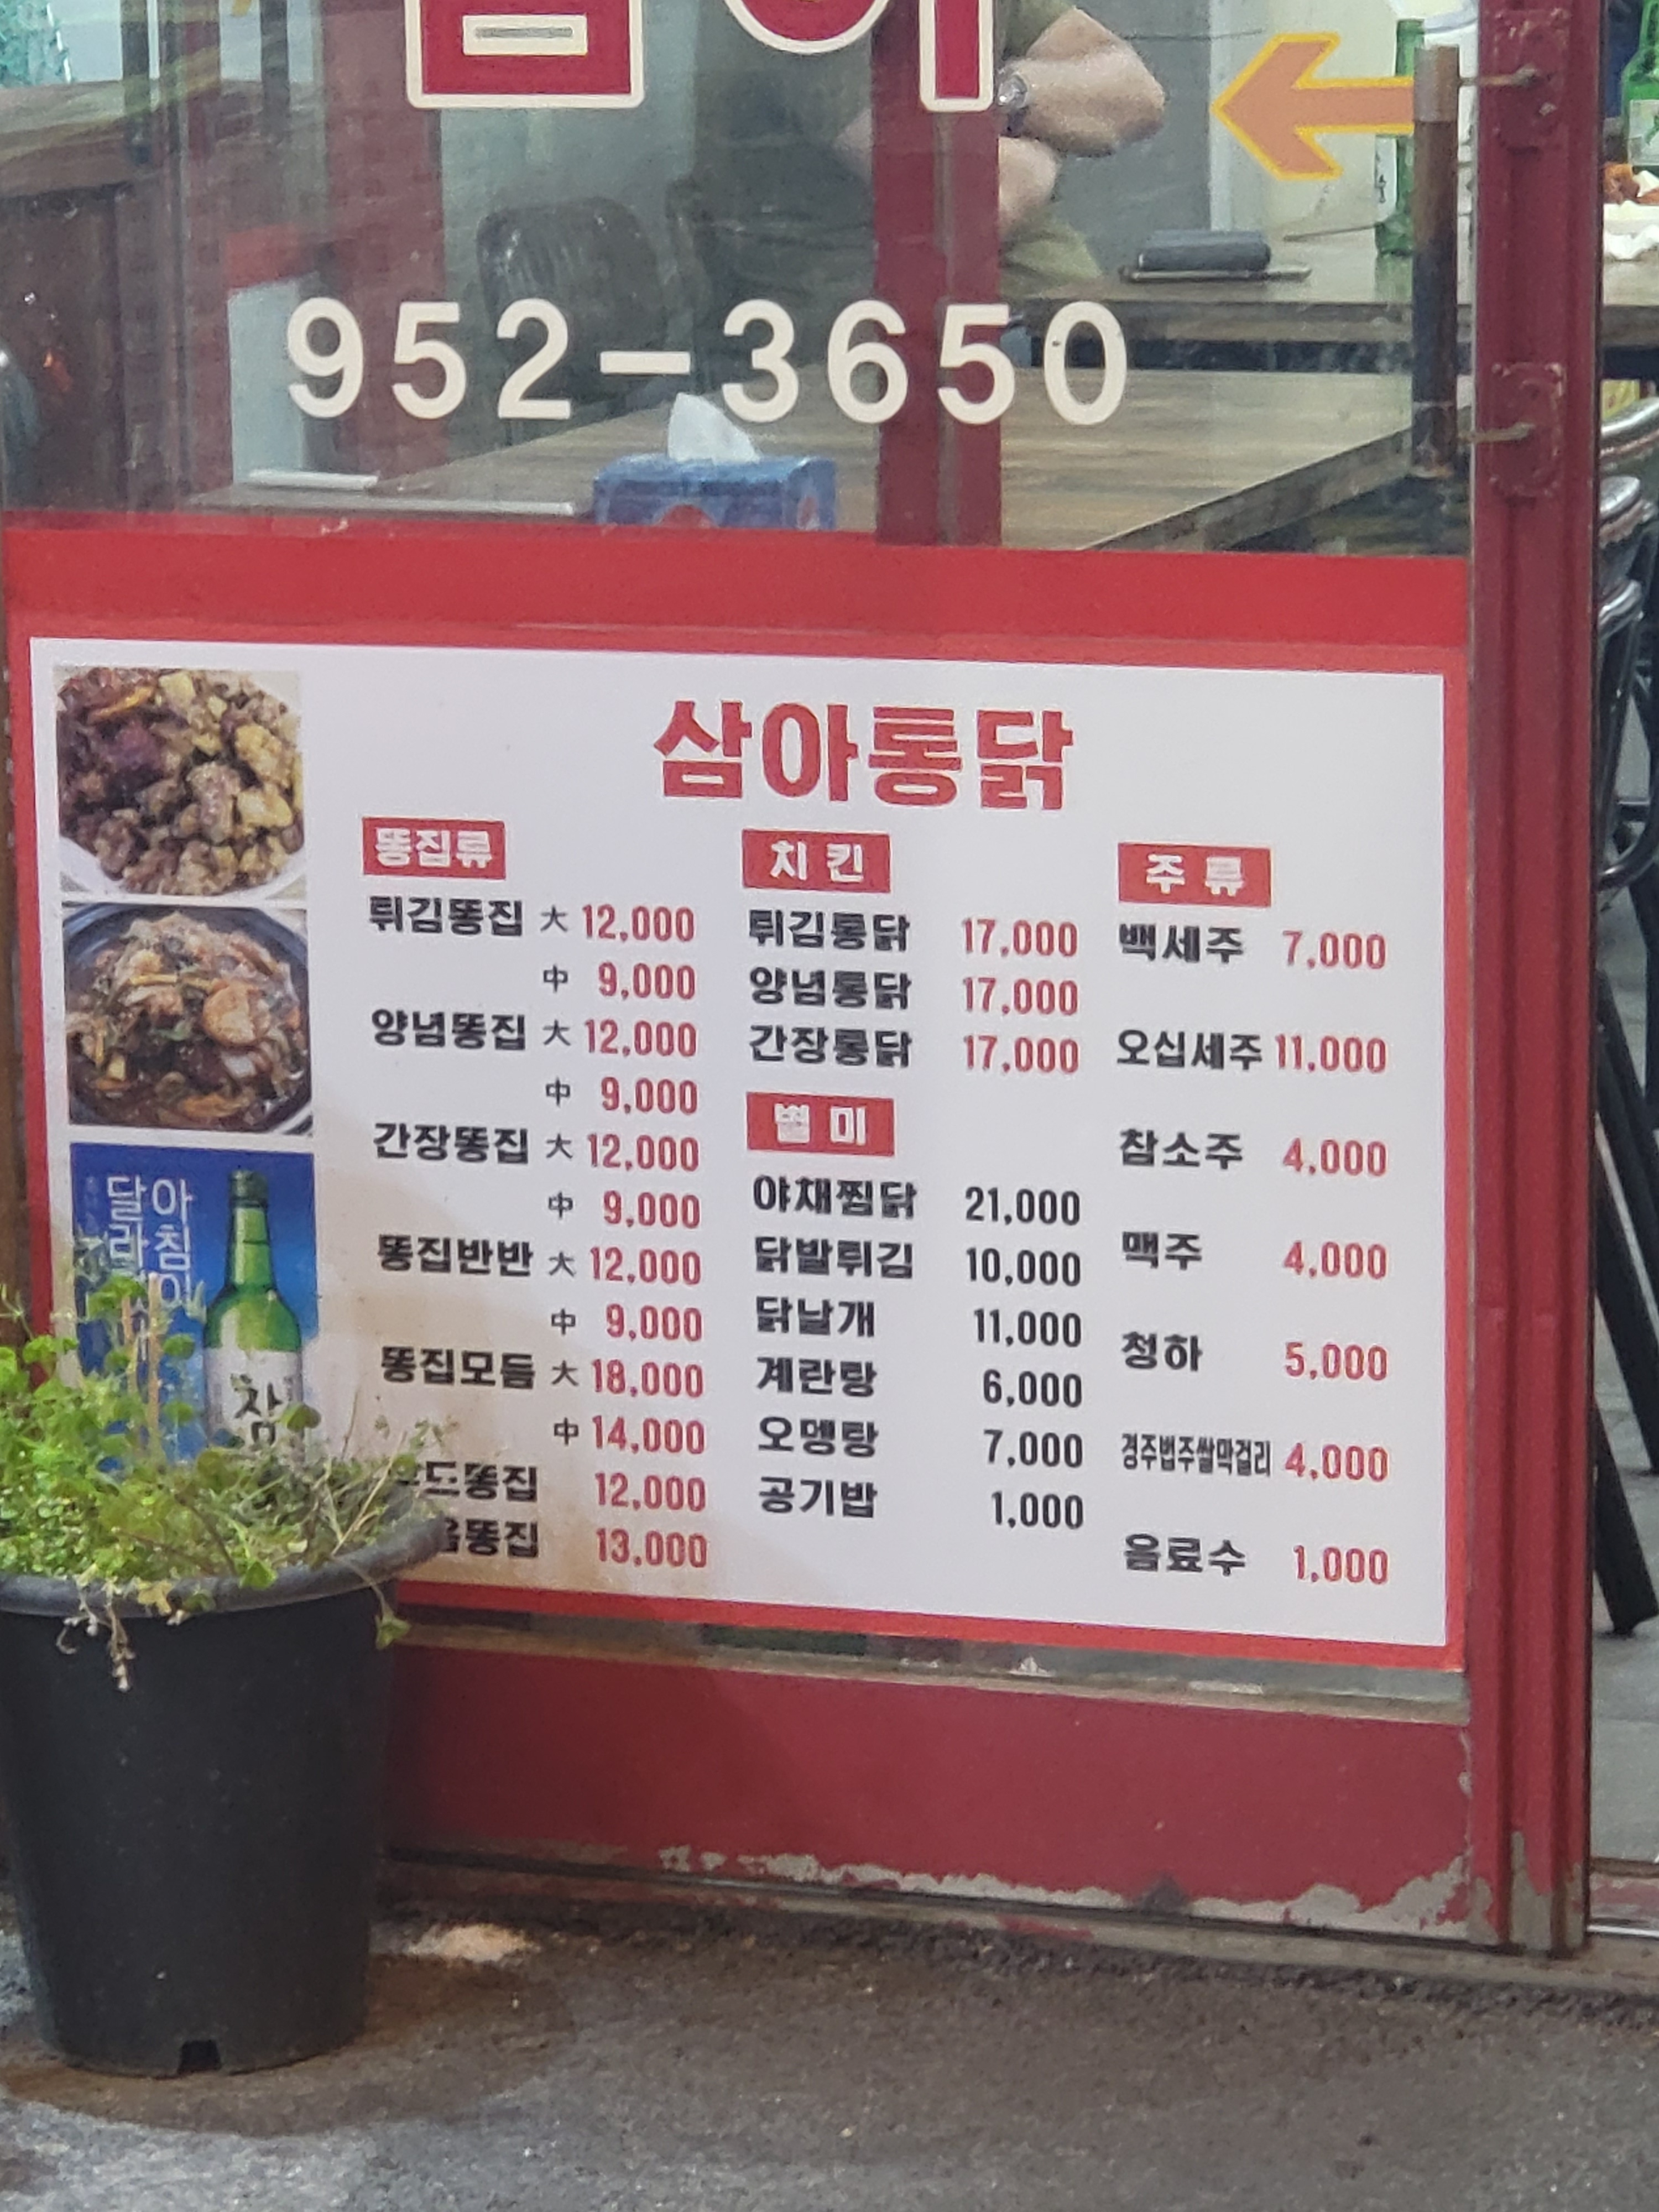 952-3650
삼아통닭
똥집류
튀김똥집 大 12,000
中 9,000
양념똥집 大 12,000
中 9,000
간장똥집 大 12,000
中 9,000
똥집반반 大 12,000
中 9,000
똥집모듬 大 18,000
中 14,000
드똥집 12,000
똥집 13,000
치킨
튀김통닭 17,000
양념통닭 17,000
간장통닭 17,000
별미
야채찜닭 21,000
닭발튀김 10,000
닭날개 11,000
계란탕 6,000
오뎅탕 7,000
공기밥 1,000
주류
백세주 7,000
오십세주 11,000
참소주 4,000
맥주 4,000
청하 5,000
경주법주쌀막걸리 4,000
음료수 1,000
아침이
달라
참